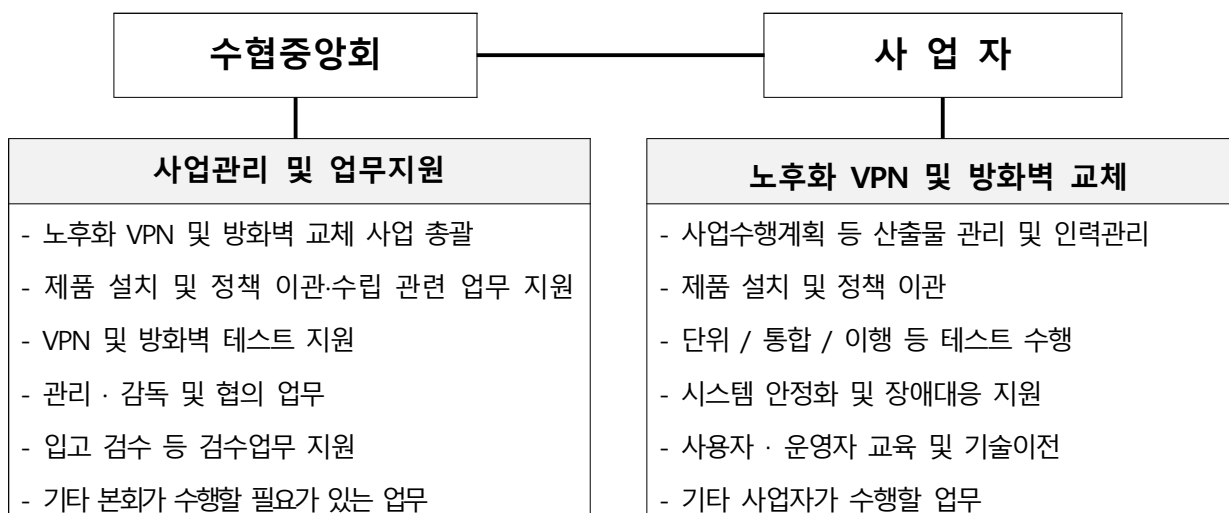 수협중앙회
사 업 자
사업관리 및 업무지원
- 노후화 VPN 및 방화벽 교체 사업 총괄
- 제품 설치 및 정책 이관·수립 관련 업무 지원
- VPN 및 방화벽 테스트 지원
- 관리 · 감독 및 협의 업무
- 입고 검수 등 검수업무 지원
- 기타 본회가 수행할 필요가 있는 업무
노후화 VPN 및 방화벽 교체
- 사업수행계획 등 산출물 관리 및 인력관리
- 제품 설치 및 정책 이관
- 단위 / 통합 / 이행 등 테스트 수행
- 시스템 안정화 및 장애대응 지원
- 사용자 · 운영자 교육 및 기술이전
- 기타 사업자가 수행할 업무